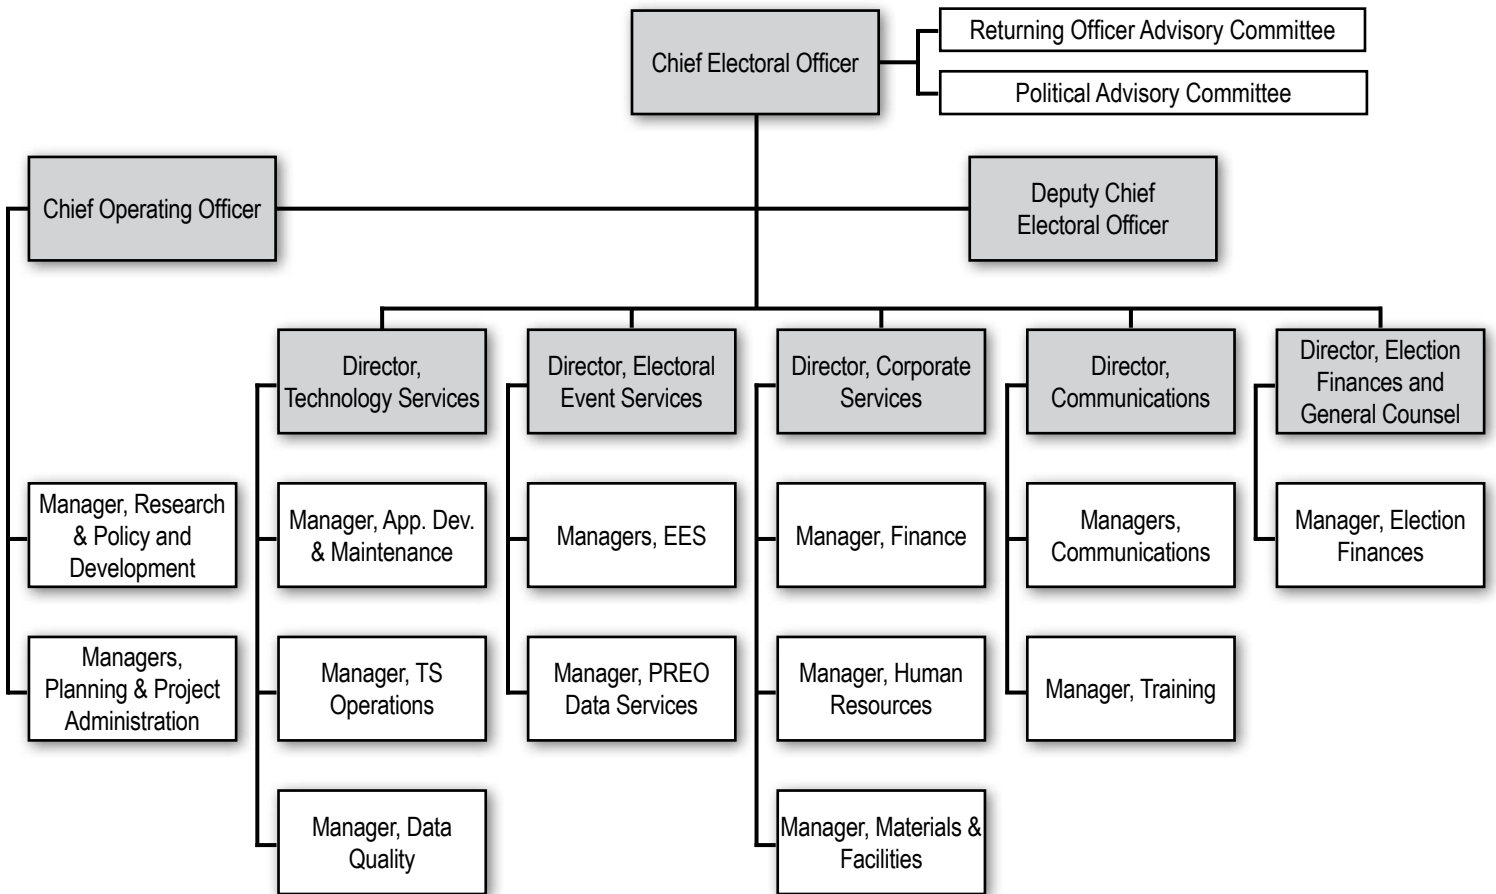 Chief Electoral Officer
Returning Officer Advisory Committee
Political Advisory Committee
Chief Operating Officer
Deputy Chief
Electoral Officer
Director,
Technology Services
Director, Electoral
Event Services
Director, Corporate
Services
Director,
Communications
Director, Election
Finances and
General Counsel
Manager, Research
& Policy and
Development
Manager, App. Dev.
& Maintenance
Managers, EES
Manager, Finance
Managers,
Communications
Manager, Election
Finances
Managers,
Planning & Project
Administration
Manager, TS
Operations
Manager, PREO
Data Services
Manager, Human
Resources
Manager, Training
Manager, Data
Quality
Manager, Materials &
Facilities